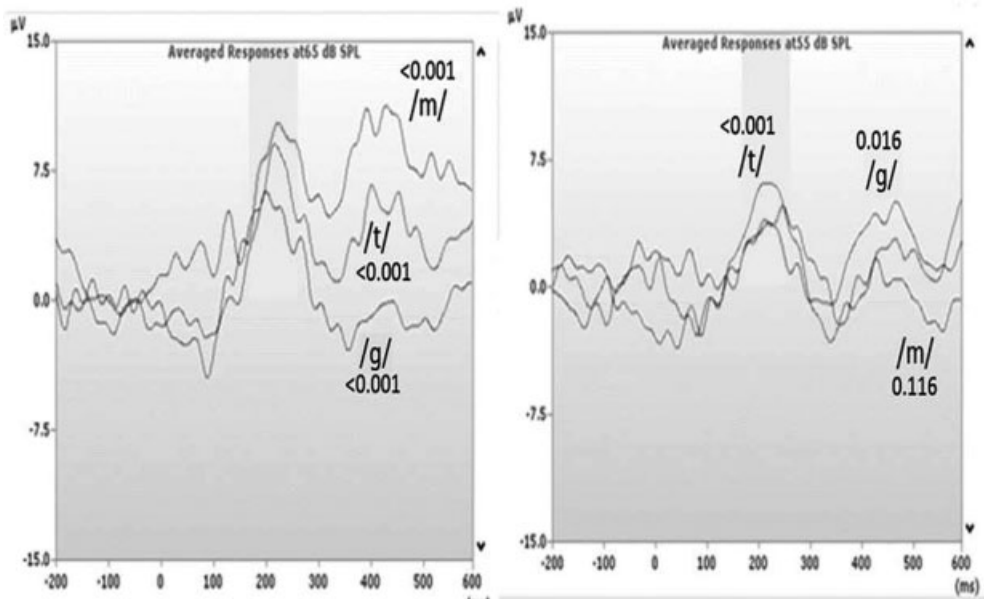 μV
15.0
Averaged Responses at65 dB SPL
<0.001
/m/
7.5
/t/
<0.001
0.0
/g/
<0.001
-7.5
-15.0
-200 -100 0 100 200 300 400 500 600
μV
15.0
Averaged Responses at55 dB SPL
<0.001
/t/
0.016
/g/
7.5
0.0
/m/
0.116
-7.5
-15.0
-200 -100 0 100 200 300 400 500 600
(ms)